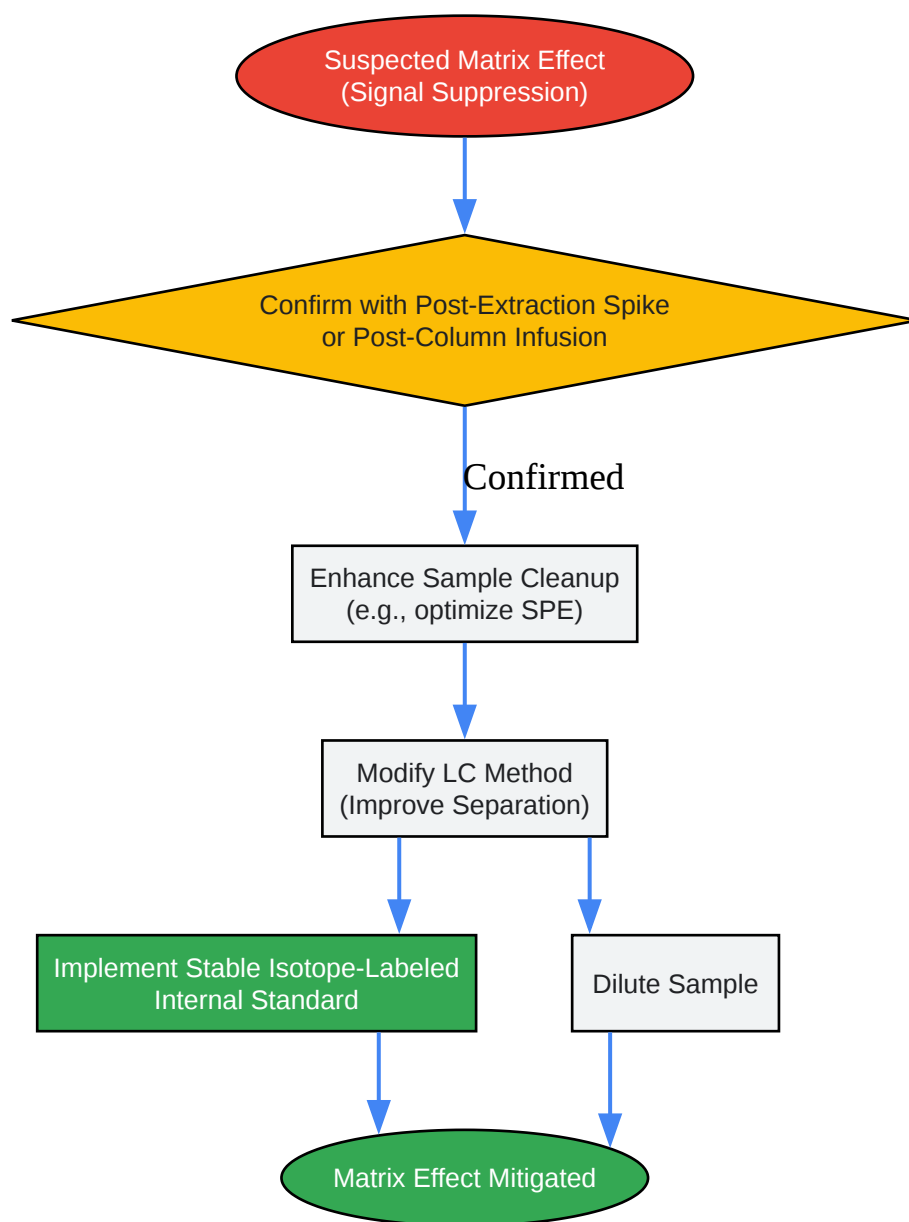 Suspected Matrix Effect
(Signal Suppression)
Confirm with Post-Extraction Spike
or Post-Column Infusion
Confirmed
Enhance Sample Cleanup
(e.g., optimize SPE)
Modify LC Method
(Improve Separation)
Implement Stable Isotope-Labeled
Internal Standard
Dilute Sample
Matrix Effect Mitigated